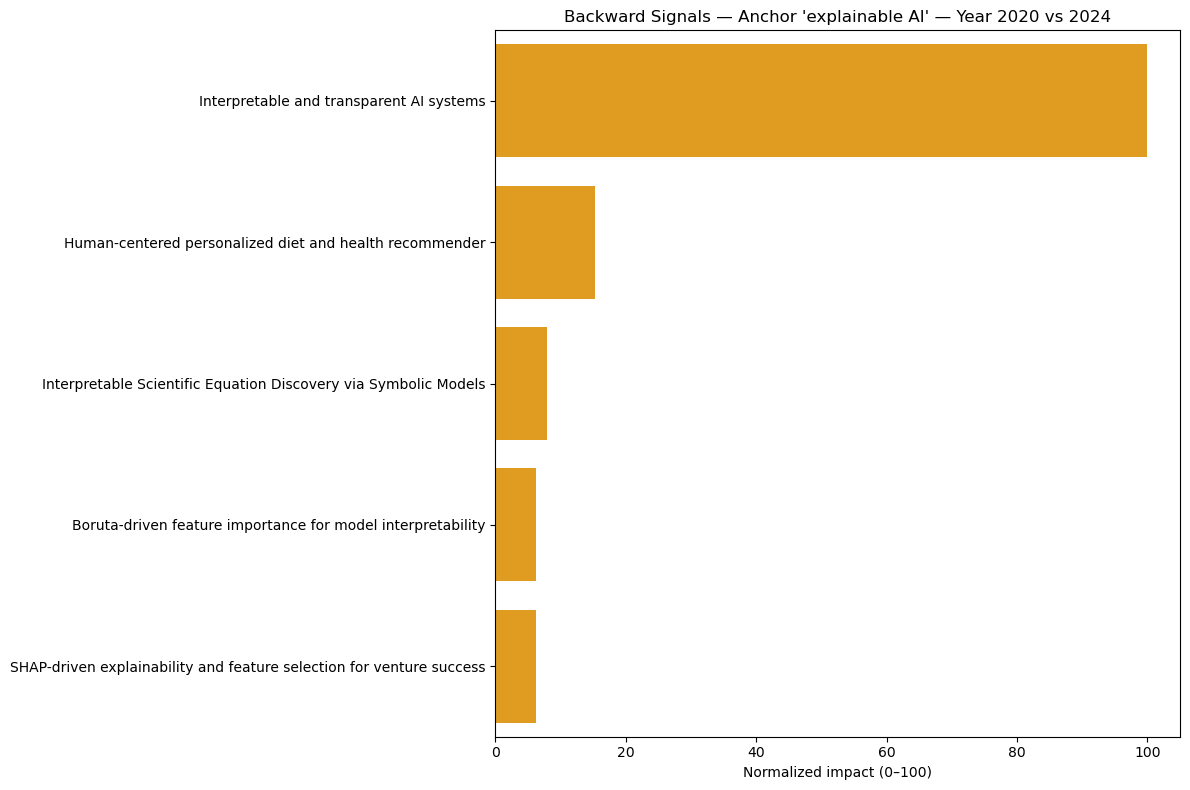 Backward Signals — Anchor 'explainable AI' — Year 2020 vs 2024
Interpretable and transparent AI systems
Human-centered personalized diet and health recommender
Interpretable Scientific Equation Discovery via Symbolic Models
Boruta-driven feature importance for model interpretability
SHAP-driven explainability and feature selection for venture success
0 20 40 60 80 100
Normalized impact (0–100)